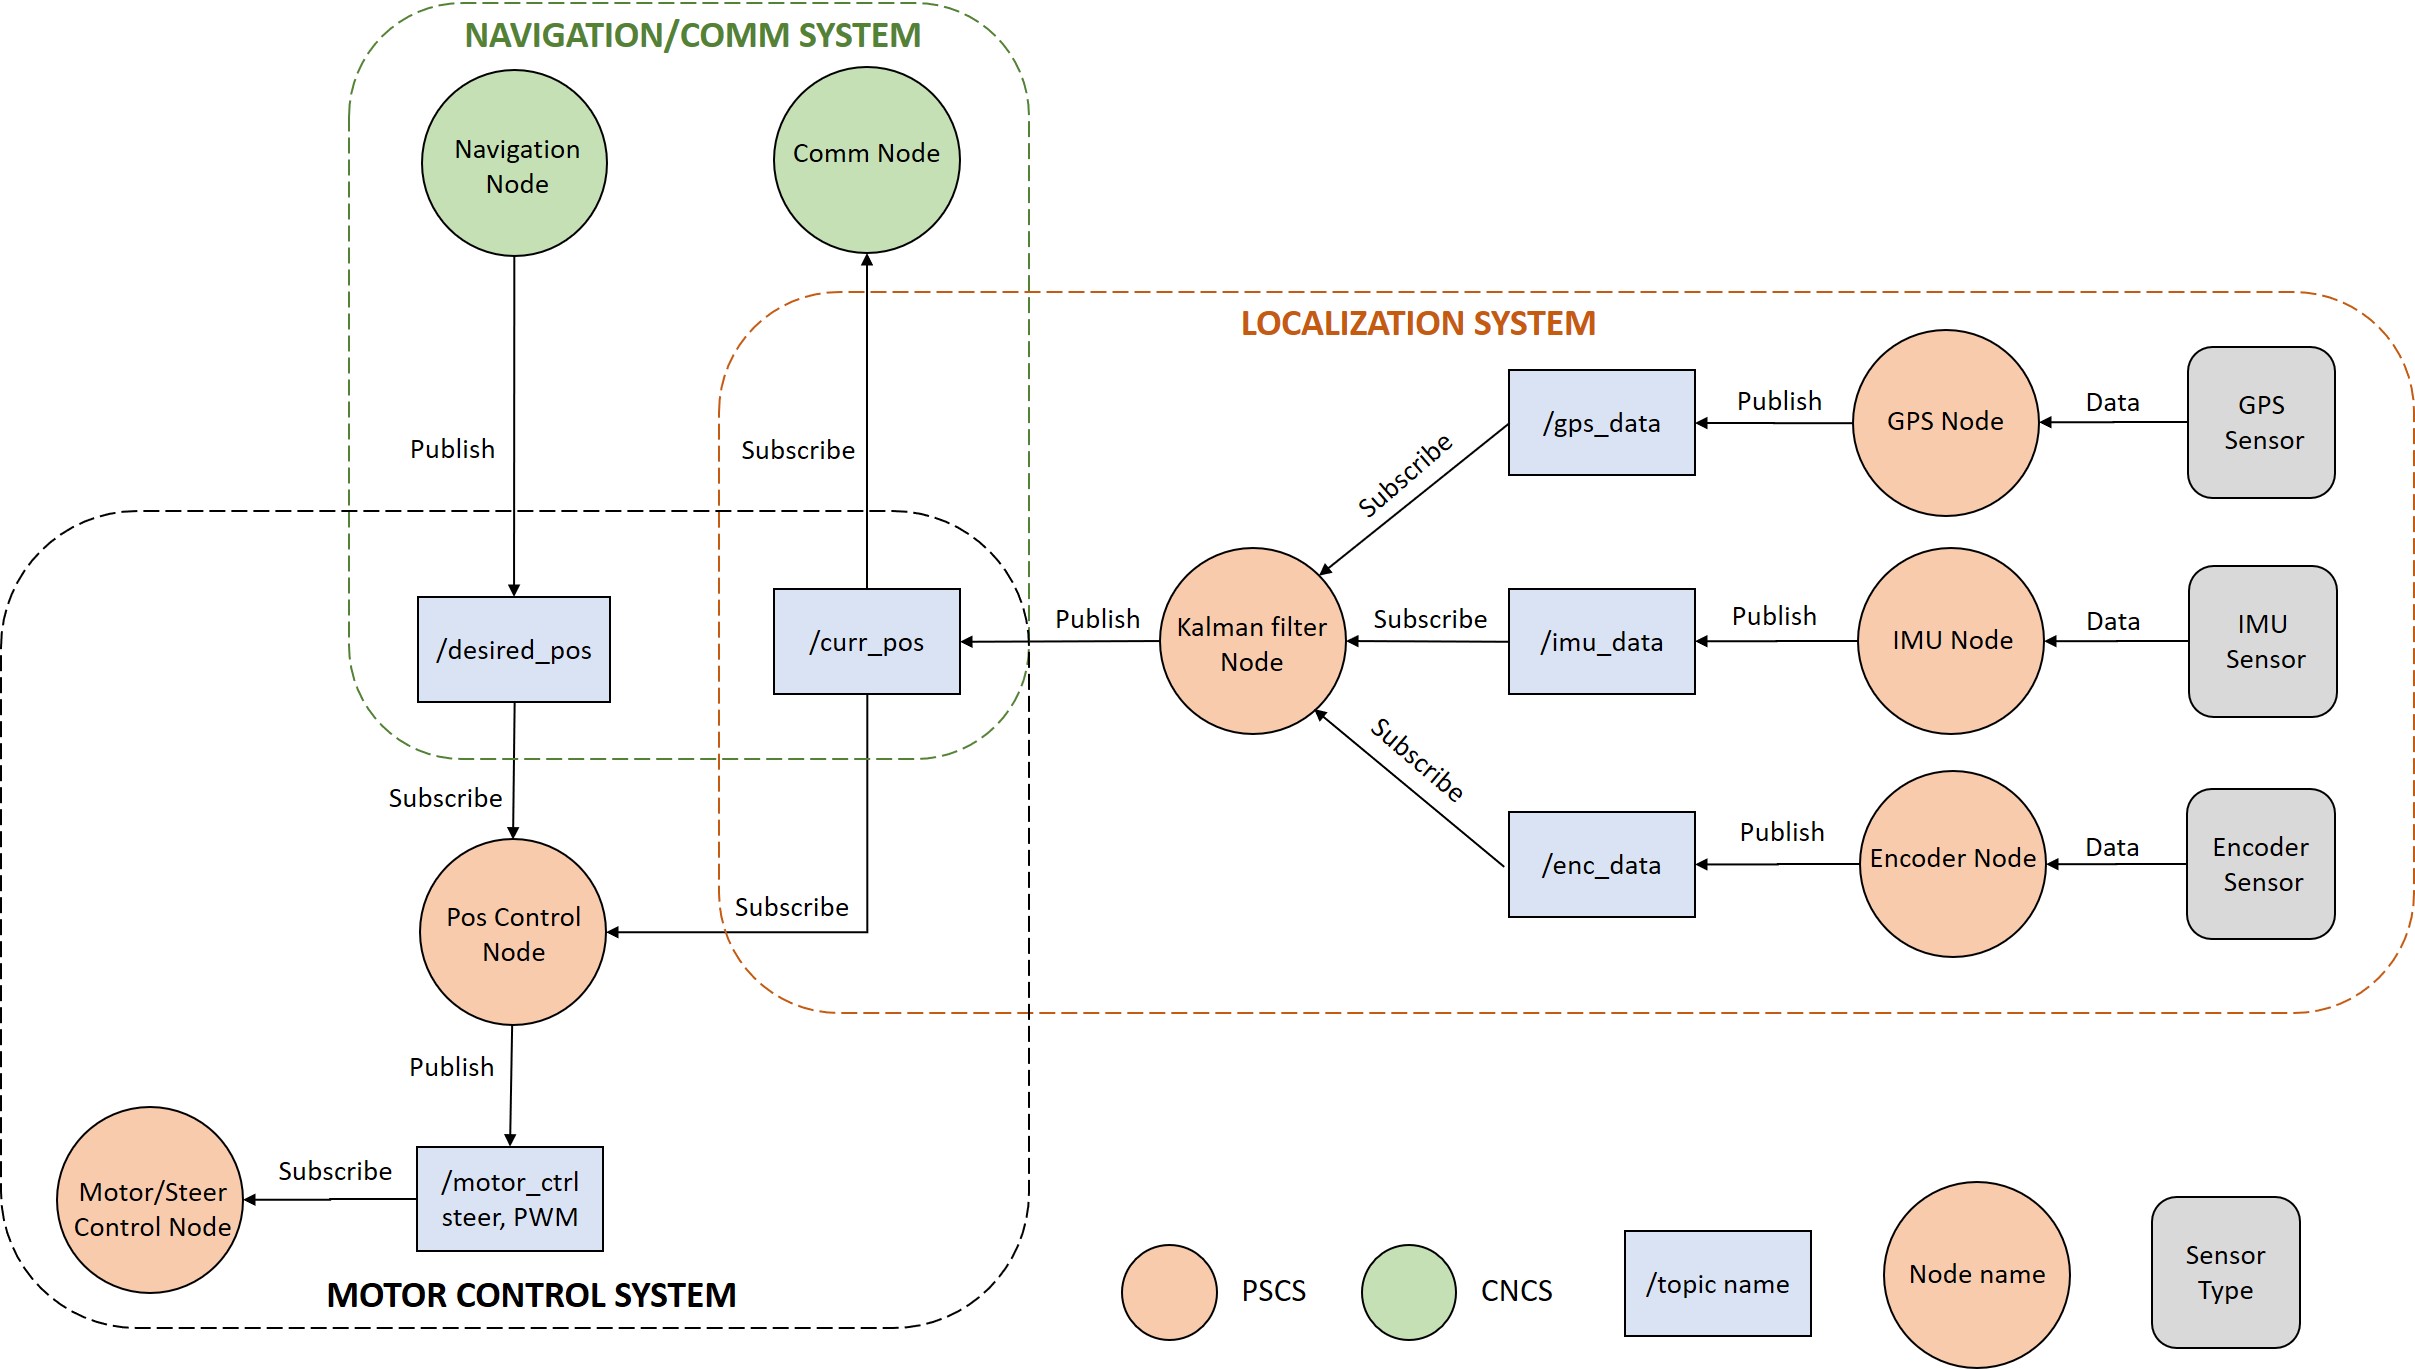 NAVIGATION/COMM SYSTEM
Navigation
Node
Comm Node
Publish
Subscribe
LOCALIZATION SYSTEM
/gps_data
Publish
GPS Node
Data
GPS
Sensor
Subscribe
/desired_pos
/curr_pos
Publish
Kalman filter
Node
Subscribe
/imu_data
Publish
IMU Node
Data
IMU
Sensor
Subscribe
Subscribe
/enc_data
Publish
Encoder Node
Data
Encoder
Sensor
Pos Control
Node
Subscribe
Publish
Motor/Steer
Control Node
Subscribe
/motor_ctrl
steer, PWM
MOTOR CONTROL SYSTEM
PSCS
CNCS
/topic name
Node name
Sensor
Type